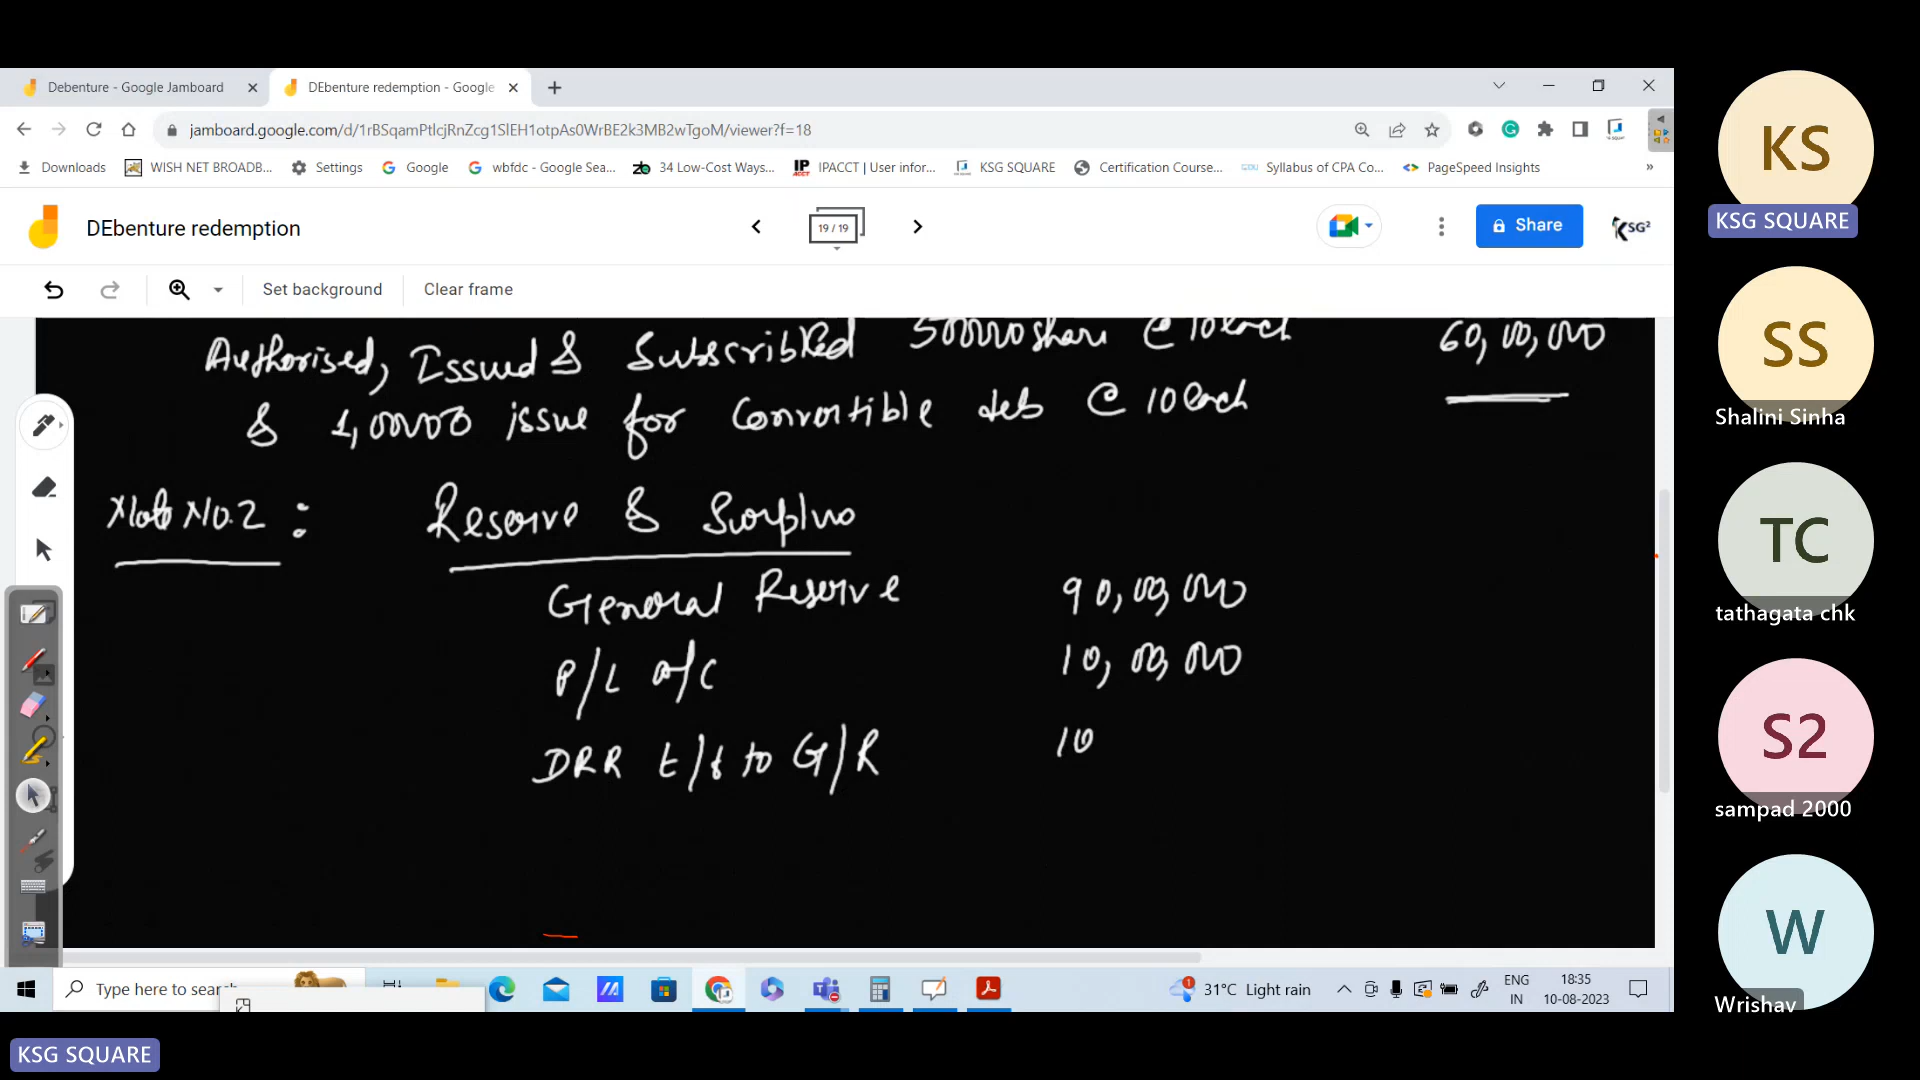 Debenture - Google Jamboard
DEbenture redemption - Google
jamboard.google.com/d/1rBSqamPtlcjRnZcg1SlEH1otpAs0WrBE2k3MB2wTgoM/viewer?f=18
Downloads WISH NET BROADB... Settings Google wbfdc - Google Sea... 34 Low-Cost Ways... IPACCT | User infor... KSG SQUARE Certification Course... Syllabus of CPA Co... PageSpeed Insights »
DEbenture redemption
19 / 19
Share
KSG²
Set background
Clear frame
Authorised, Issued & Subscribed share @ 10 each 60,00,000
& 1,00000 issue for Convertible deb @ 10 each
Note No. 2 : Reserve & Surplus
General Reserve 90,00,000
P/L a/c 10,00,000
DRR t/f to G/R 10
Type here to search
31°C Light rain
ENG
IN
18:35
10-08-2023
KS
KSG SQUARE
SS
Shalini Sinha
TC
tathagata chk
S2
sampad 2000
W
Wrishav
KSG SQUARE